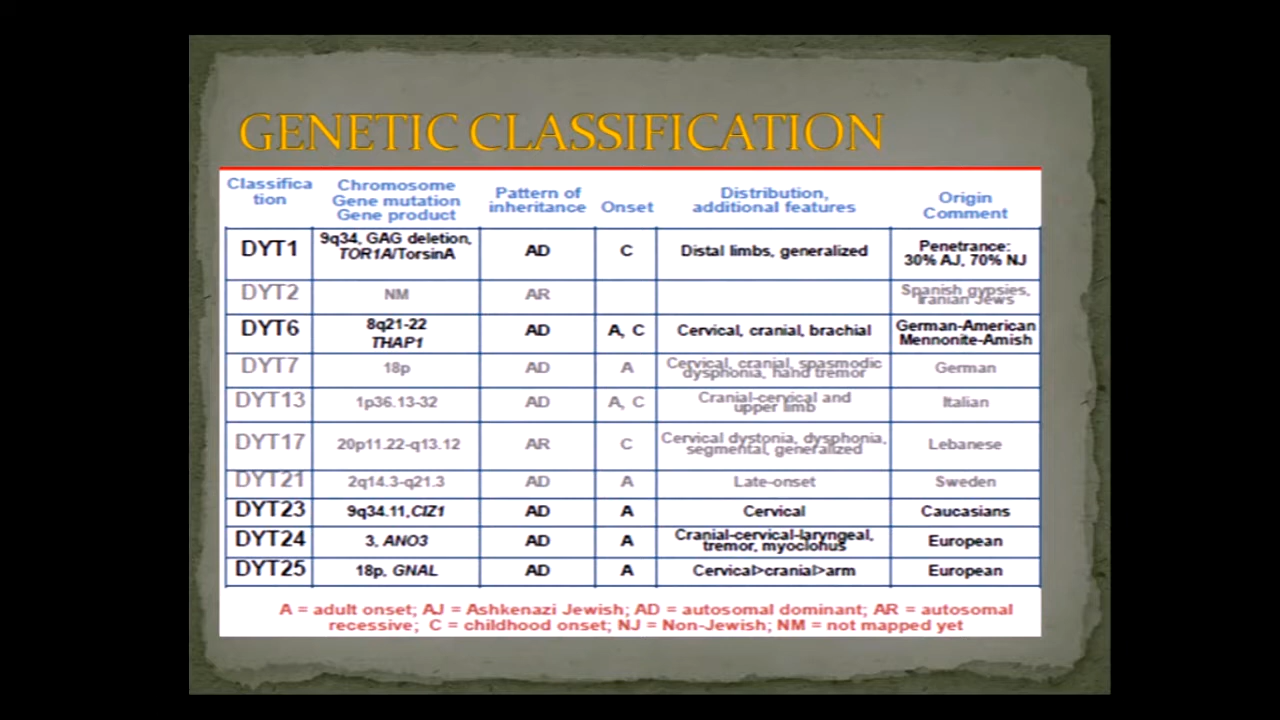 GENETIC CLASSIFICATION
Classifica
tion
Chromosome
Gene mutation
Gene product
Pattern of
inheritance
Onset
Distribution,
additional features
Origin
Comment
DYT1
9q34, GAG deletion,
TOR1A/TorsinA
AD
C
Distal limbs, generalized
Penetrance:
30% AJ, 70% NJ
DYT2
NM
AR
Spanish gypsies,
Iranian Jews
DYT6
8q21-22
THAP1
AD
A, C
Cervical, cranial, brachial
German-American
Mennonite-Amish
DYT7
18p
AD
A
Cervical, cranial, spasmodic
dysphonia, hand tremor
German
DYT13
1p36.13-32
AD
A, C
Cranial-cervical and
upper limb
Italian
DYT17
20p11.22-q13.12
AR
C
Cervical dystonia, dysphonia,
segmental, generalized
Lebanese
DYT21
2q14.3-q21.3
AD
A
Late-onset
Sweden
DYT23
9q34.11,CIZ1
AD
A
Cervical
Caucasians
DYT24
3, ANO3
AD
A
Cranial-cervical-laryngeal,
tremor, myoclonus
European
DYT25
18p, GNAL
AD
A
Cervical>cranial>arm
European
A = adult onset; AJ = Ashkenazi Jewish; AD = autosomal dominant; AR = autosomal
recessive; C = childhood onset; NJ = Non-Jewish; NM = not mapped yet